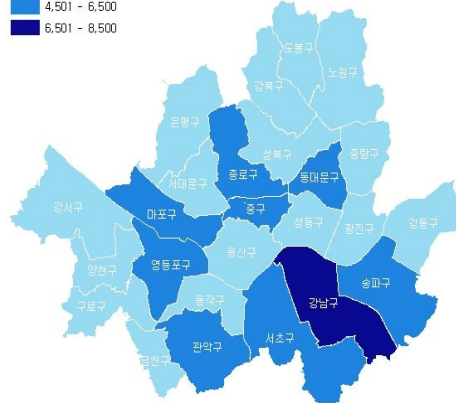 4,501 - 6,500
6,501 - 8,500
도봉구
노원구
강북구
은평구
성북구
중랑구
종로구
서대문구
동대문구
강서구
마포구
중구
성동구
광진구
강동구
용산구
양천구
영등포구
송파구
강남구
구로구
동작구
서초구
관악구
금천구